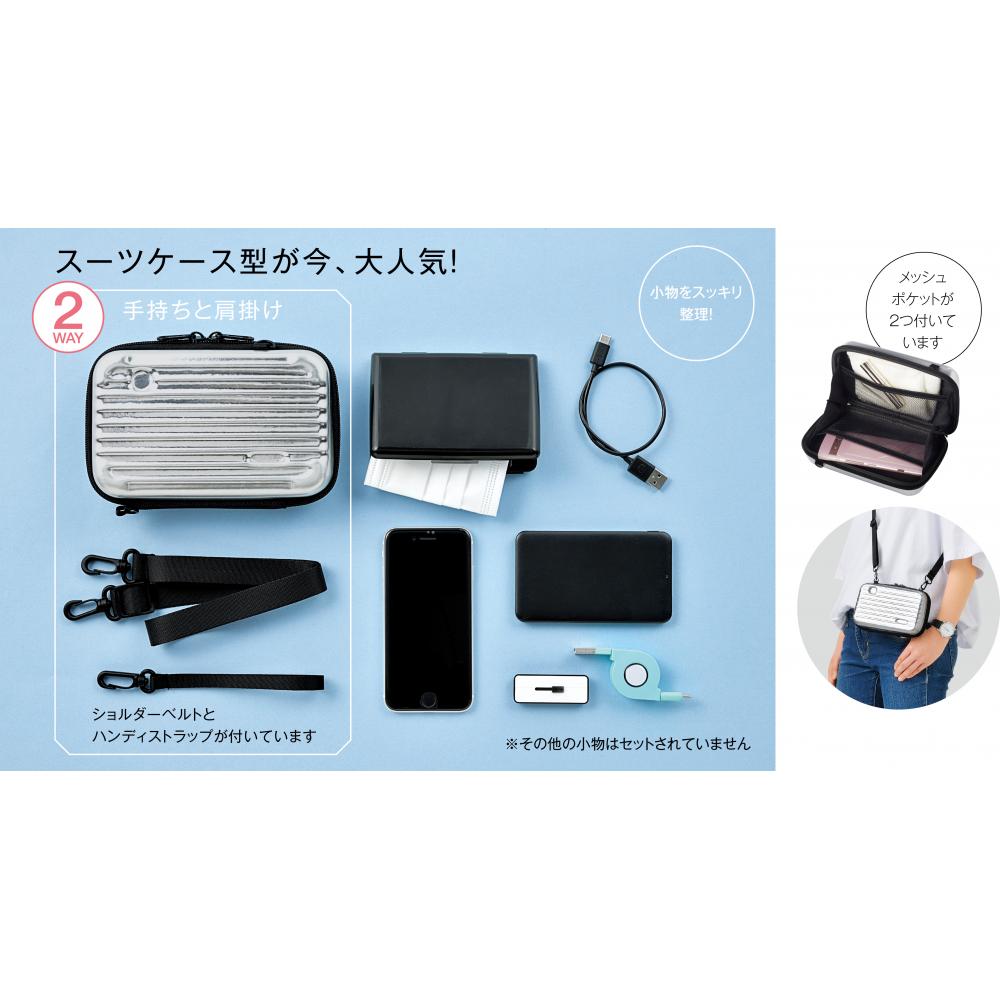 スーツケース型が今、大人気!
2
WAY
手持ちと肩掛け
小物をスッキリ
整理!
メッシュ
ポケットが
2つ付いて
います
ショルダーベルトと
ハンディストラップが付いています
※その他の小物はセットされていません